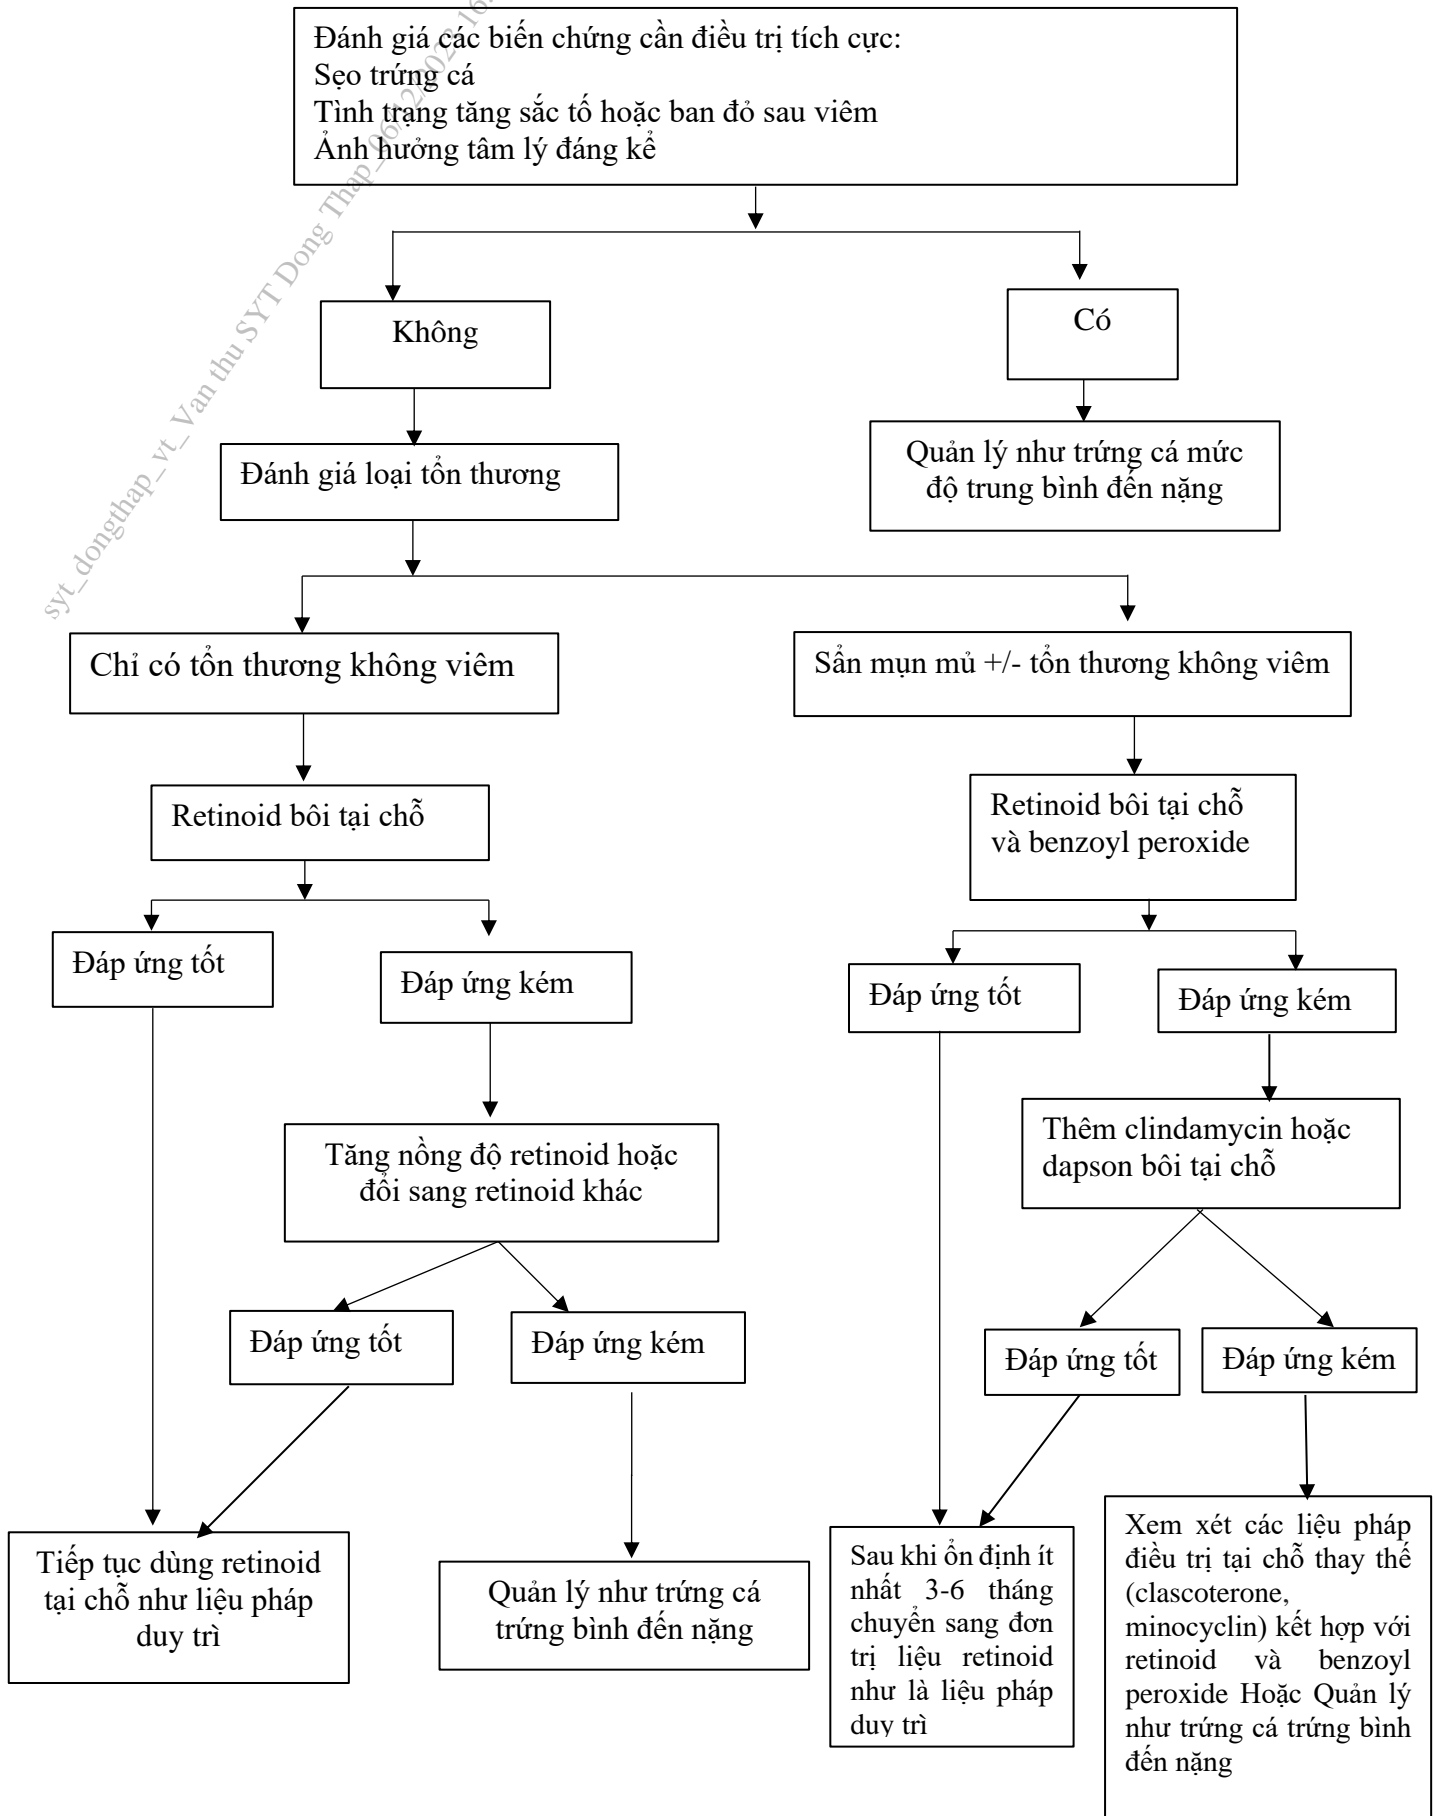 Đánh giá các biến chứng cần điều trị tích cực:
Sẹo trứng cá
Tình trạng tăng sắc tố hoặc ban đỏ sau viêm
Ảnh hưởng tâm lý đáng kể
Không
Có
Đánh giá loại tổn thương
Quản lý như trứng cá mức
độ trung bình đến nặng
Chỉ có tổn thương không viêm
Sẩn mụn mủ +/- tổn thương không viêm
Retinoid bôi tại chỗ
Retinoid bôi tại chỗ
và benzoyl peroxide
Đáp ứng tốt
Đáp ứng kém
Đáp ứng tốt
Đáp ứng kém
Tăng nồng độ retinoid hoặc
đổi sang retinoid khác
Thêm clindamycin hoặc
dapson bôi tại chỗ
Đáp ứng tốt
Đáp ứng kém
Đáp ứng tốt
Đáp ứng kém
Tiếp tục dùng retinoid
tại chỗ như liệu pháp
duy trì
Quản lý như trứng cá
trứng bình đến nặng
Sau khi ổn định ít
nhất 3-6 tháng
chuyển sang đơn
trị liệu retinoid
như là liệu pháp
duy trì
Xem xét các liệu pháp
điều trị tại chỗ thay thế
(clascoterone,
minocyclin) kết hợp với
retinoid và benzoyl
peroxide Hoặc Quản lý
như trứng cá trứng bình
đến nặng
syt_dongthap_vt_Van thu SYT Dong Thap_06/12/2023 16: